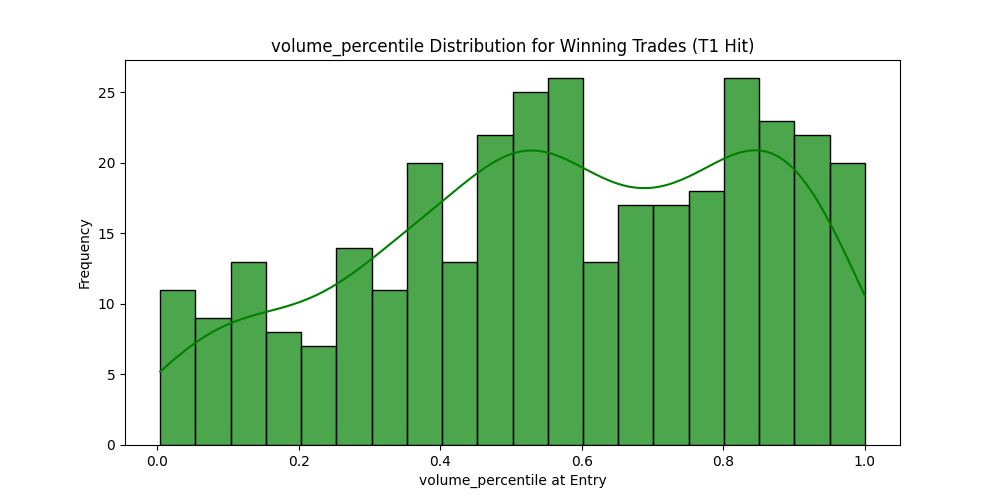 volume_percentile Distribution for Winning Trades (T1 Hit)
Frequency
25
20
15
10
5
0
0.0 0.2 0.4 0.6 0.8 1.0
volume_percentile at Entry